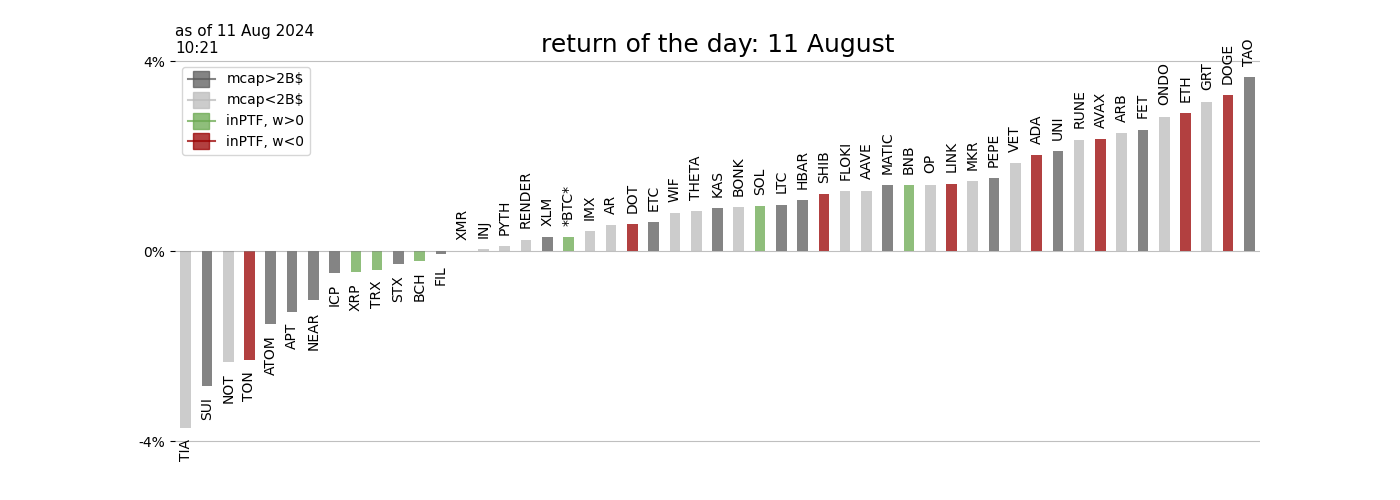 as of 11 Aug 2024
10:21
return of the day: 11 August
4%
0%
-4%
mcap>2B$
mcap<2B$
inPTF, w>0
inPTF, w<0
TIA
SUI
NOT
TON
ATOM
APT
NEAR
ICP
XRP
TRX
STX
BCH
FIL
XMR
INJ
PYTH
RENDER
XLM
*BTC*
IMX
AR
DOT
ETC
WIF
THETA
KAS
BONK
SOL
LTC
HBAR
SHIB
FLOKI
AAVE
MATIC
BNB
OP
LINK
MKR
PEPE
VET
ADA
UNI
RUNE
AVAX
ARB
FET
ONDO
ETH
GRT
DOGE
TAO